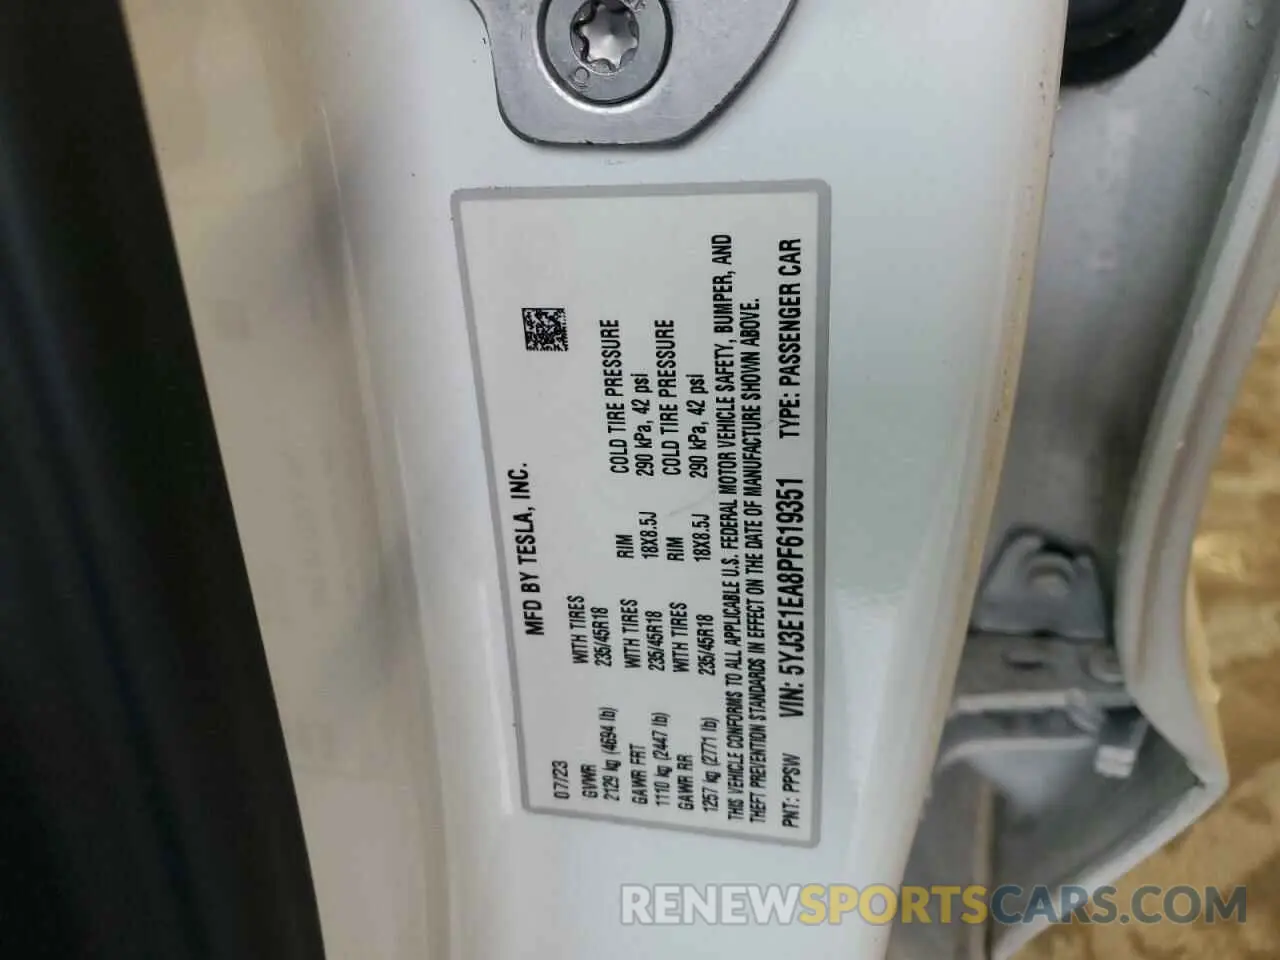 MFD BY TESLA, INC.
07/23
GVWR WITH TIRES RIM COLD TIRE PRESSURE
2129 kg (4694 lb) 235/45R18 18X8.5J 290 kPa, 42 psi
GAWR FRT WITH TIRES RIM COLD TIRE PRESSURE
1110 kg (2447 lb) 235/45R18 18X8.5J 290 kPa, 42 psi
GAWR RR WITH TIRES
1257 kg (2771 lb) 235/45R18
THIS VEHICLE CONFORMS TO ALL APPLICABLE U.S. FEDERAL MOTOR VEHICLE SAFETY, BUMPER, AND
THEFT PREVENTION STANDARDS IN EFFECT ON THE DATE OF MANUFACTURE SHOWN ABOVE.
PNT: PPSW VIN: 5YJ3E1EA8PF619351 TYPE: PASSENGER CAR
RENEWSPORTSCARS.COM